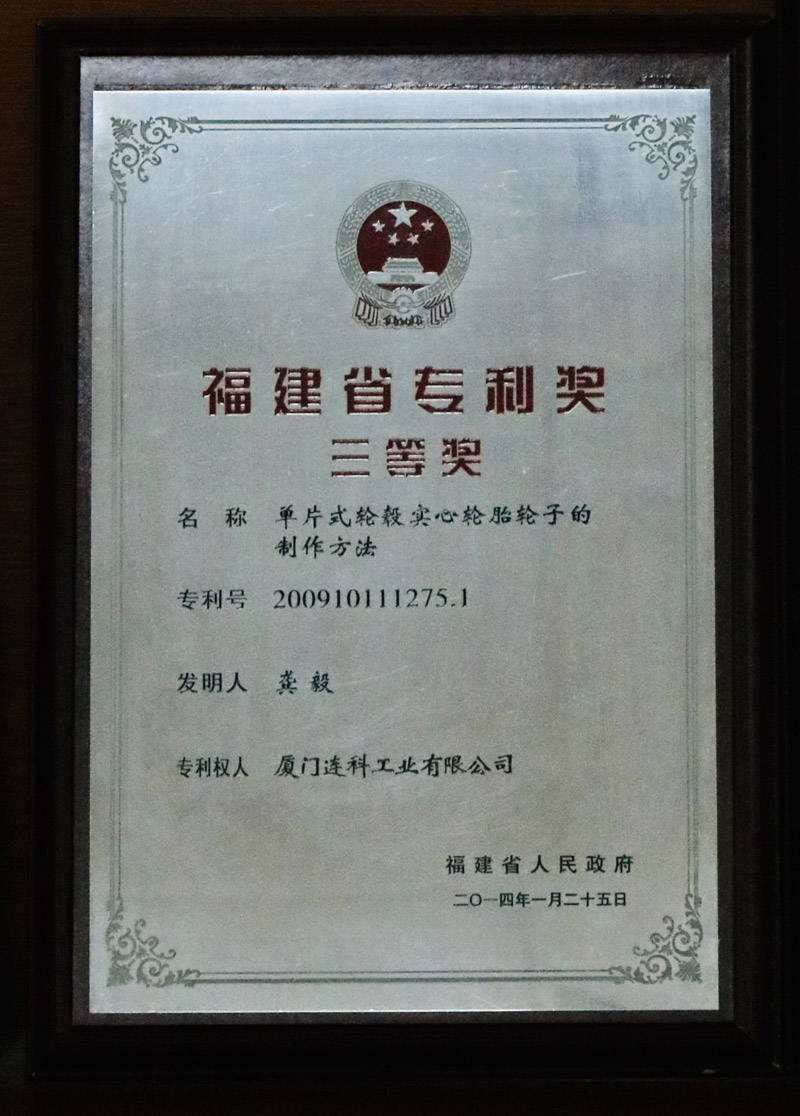 福建省专利奖
三等奖
名 称 单片式轮毂实心轮胎轮子的
制作方法
专利号 200910111275.1
发明人 龚毅
专利权人 厦门连科工业有限公司
福建省人民政府
二〇一四年一月二十五日